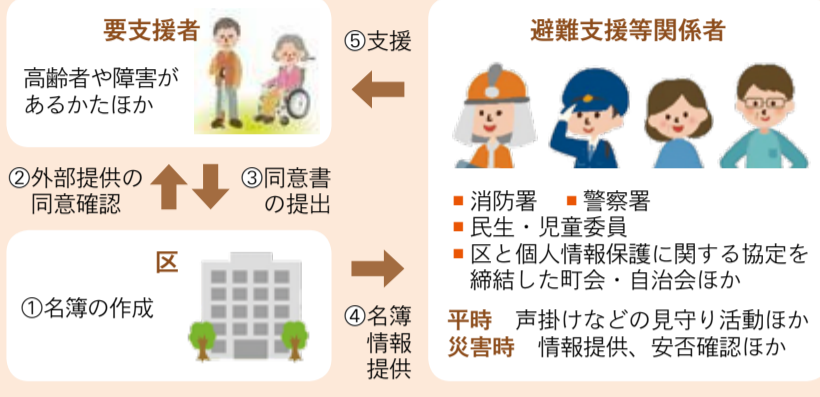 要支援者
高齢者や障害が
あるかたほか
②外部提供の
同意確認
③同意書
の提出
区
①名簿の作成
④名簿
情報
提供
⑤支援
避難支援等関係者
■消防署 ■警察署
■民生・児童委員
■区と個人情報保護に関する協定を
締結した町会・自治会ほか
平時 声掛けなどの見守り活動ほか
災害時 情報提供、安否確認ほか